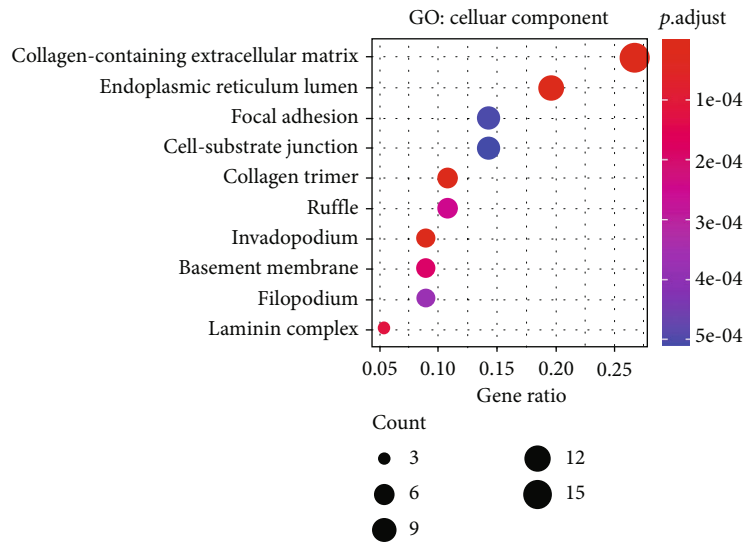 GO: celluar component
p.adjust
Collagen-containing extracellular matrix
Endoplasmic reticulum lumen
Focal adhesion
Cell-substrate junction
Collagen trimer
Ruffle
Invadopodium
Basement membrane
Filopodium
Laminin complex
1e-04
2e-04
3e-04
4e-04
5e-04
0.05 0.10 0.15 0.20 0.25
Gene ratio
Count
3 12
6 15
9